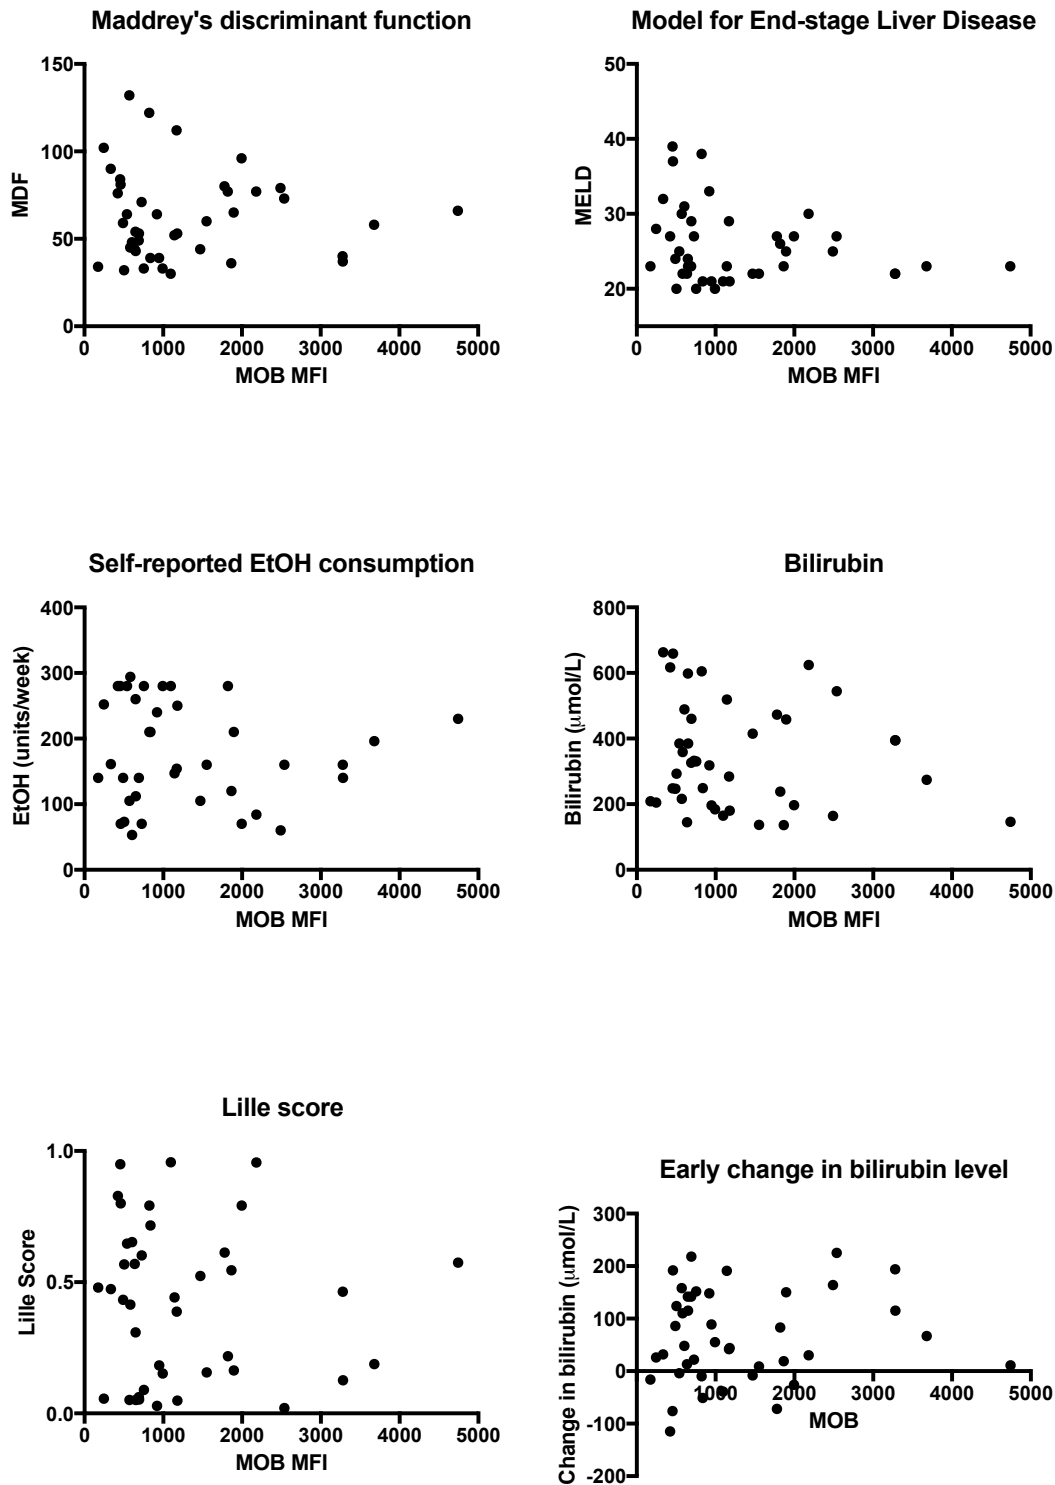 Maddrey's discriminant function
150
100
50
0
MDF
0 1000 2000 3000 4000 5000
MOB MFI
Model for End-stage Liver Disease
50
40
30
20
MELD
0 1000 2000 3000 4000 5000
MOB MFI
Self-reported EtOH consumption
400
300
200
100
0
EtOH (units/week)
0 1000 2000 3000 4000 5000
MOB MFI
Bilirubin
800
600
400
200
0
Bilirubin (μmol/L)
0 1000 2000 3000 4000 5000
MOB MFI
Lille score
1.0
0.5
0.0
Lille Score
0 1000 2000 3000 4000 5000
MOB MFI
Early change in bilirubin level
300
200
100
0
-100
-200
Change in bilirubin (μmol/L)
1000 2000 3000 4000 5000
MOB